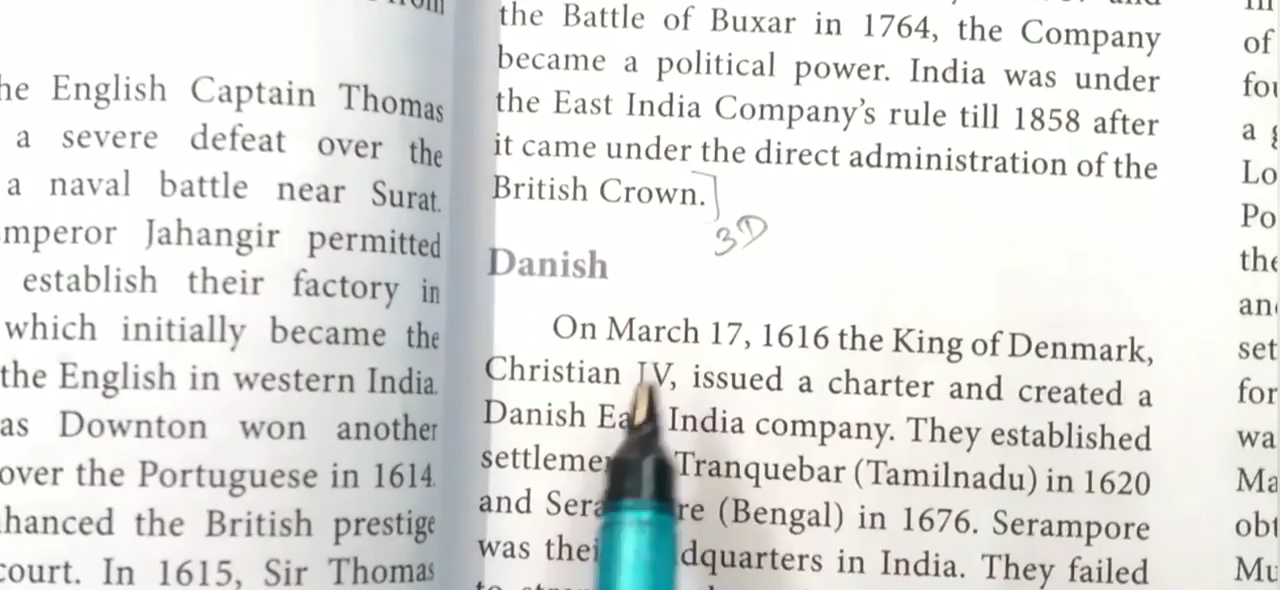 he English Captain Thomas
a severe defeat over the
a naval battle near Surat.
mperor Jahangir permitted
establish their factory in
which initially became the
the English in western India.
as Downton won another
over the Portuguese in 1614.
hanced the British prestige
court. In 1615, Sir Thomas
the Battle of Buxar in 1764, the Company
became a political power. India was under
the East India Company's rule till 1858 after
it came under the direct administration of the
British Crown.]
3D
Danish
On March 17, 1616 the King of Denmark,
Christian IV, issued a charter and created a
Danish Ea India company. They established
settleme Tranquebar (Tamilnadu) in 1620
and Sera re (Bengal) in 1676. Serampore
was thei dquarters in India. They failed
of
fo
a
Lo
Po
the
an
set
for
wa
Ma
ob
Mu